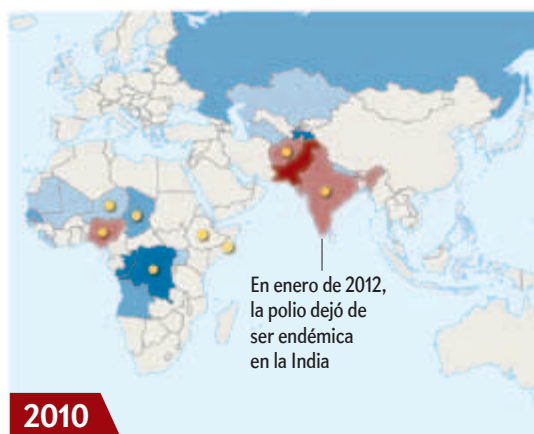 En enero de 2012,
la polio dejó de
ser endémica
en la India
2010